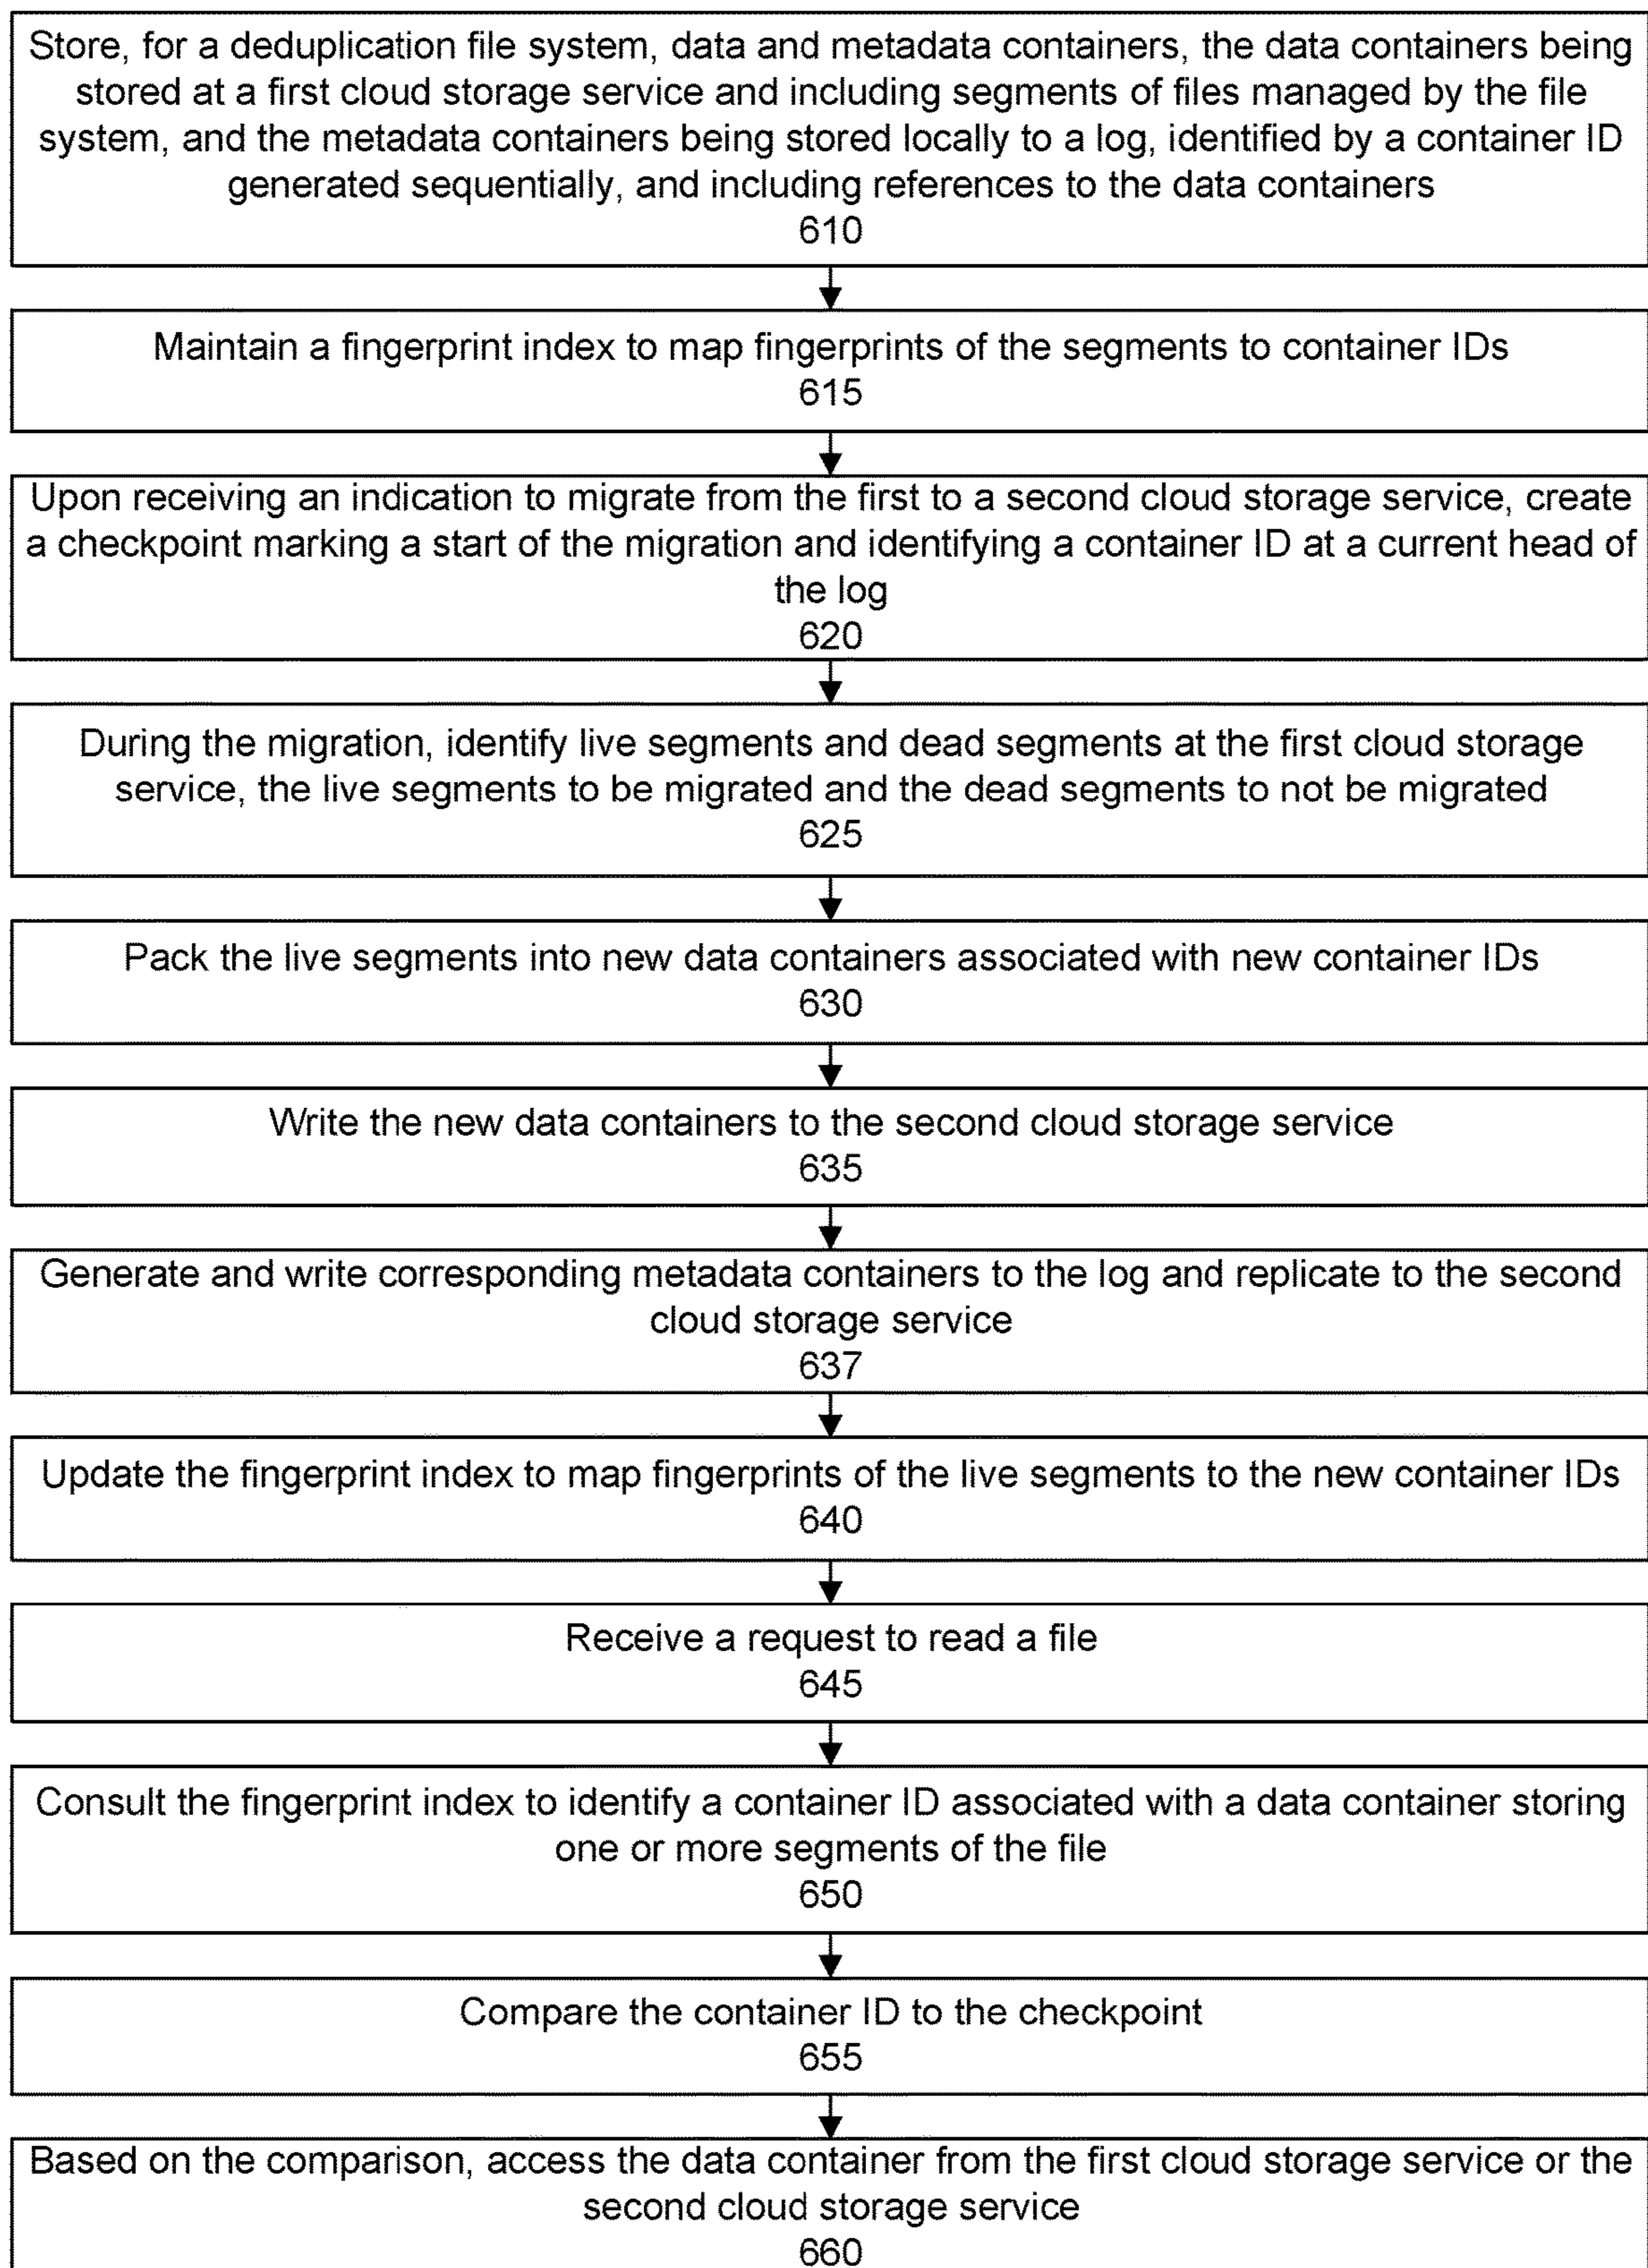 Store, for a deduplication file system, data and metadata containers, the data containers being
stored at a first cloud storage service and including segments of files managed by the file
system, and the metadata containers being stored locally to a log, identified by a container ID
generated sequentially, and including references to the data containers
610
Maintain a fingerprint index to map fingerprints of the segments to container IDs
615
Upon receiving an indication to migrate from the first to a second cloud storage service, create
a checkpoint marking a start of the migration and identifying a container ID at a current head of
the log
620
During the migration, identify live segments and dead segments at the first cloud storage
service, the live segments to be migrated and the dead segments to not be migrated
625
Pack the live segments into new data containers associated with new container IDs
630
Write the new data containers to the second cloud storage service
635
Generate and write corresponding metadata containers to the log and replicate to the second
cloud storage service
637
Update the fingerprint index to map fingerprints of the live segments to the new container IDs
640
Receive a request to read a file
645
Consult the fingerprint index to identify a container ID associated with a data container storing
one or more segments of the file
650
Compare the container ID to the checkpoint
655
Based on the comparison, access the data container from the first cloud storage service or the
second cloud storage service
660